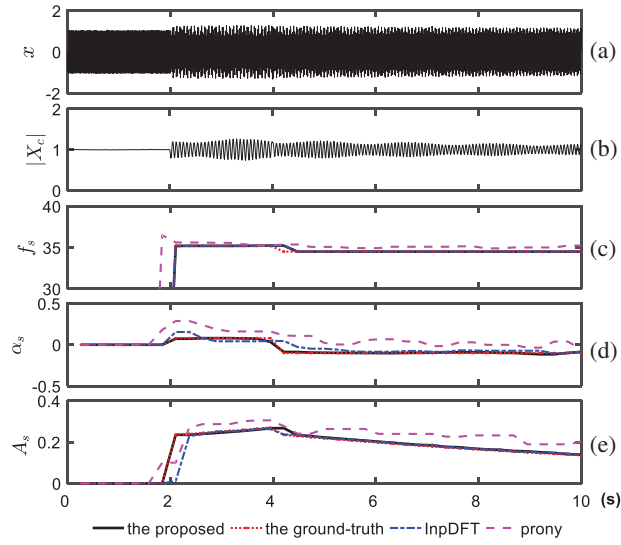 2
0
-2
x
(a)
2
1
0
|X_c|
(b)
40
35
30
f_s
(c)
0.5
0
-0.5
α_s
(d)
0.4
0.2
0
A_s
(e)
0 2 4 6 8 10 (s)
the proposed the ground-truth InpDFT prony